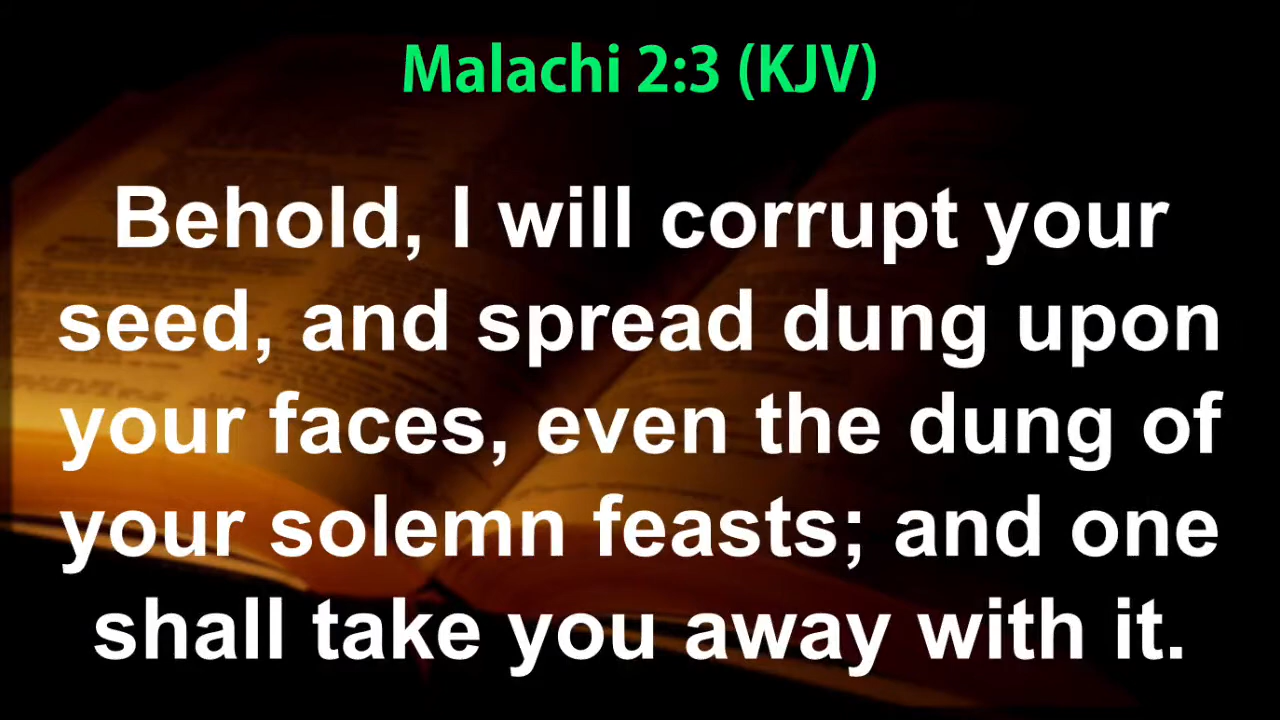 Malachi 2:3 (KJV)
Behold, I will corrupt your
seed, and spread dung upon
your faces, even the dung of
your solemn feasts; and one
shall take you away with it.